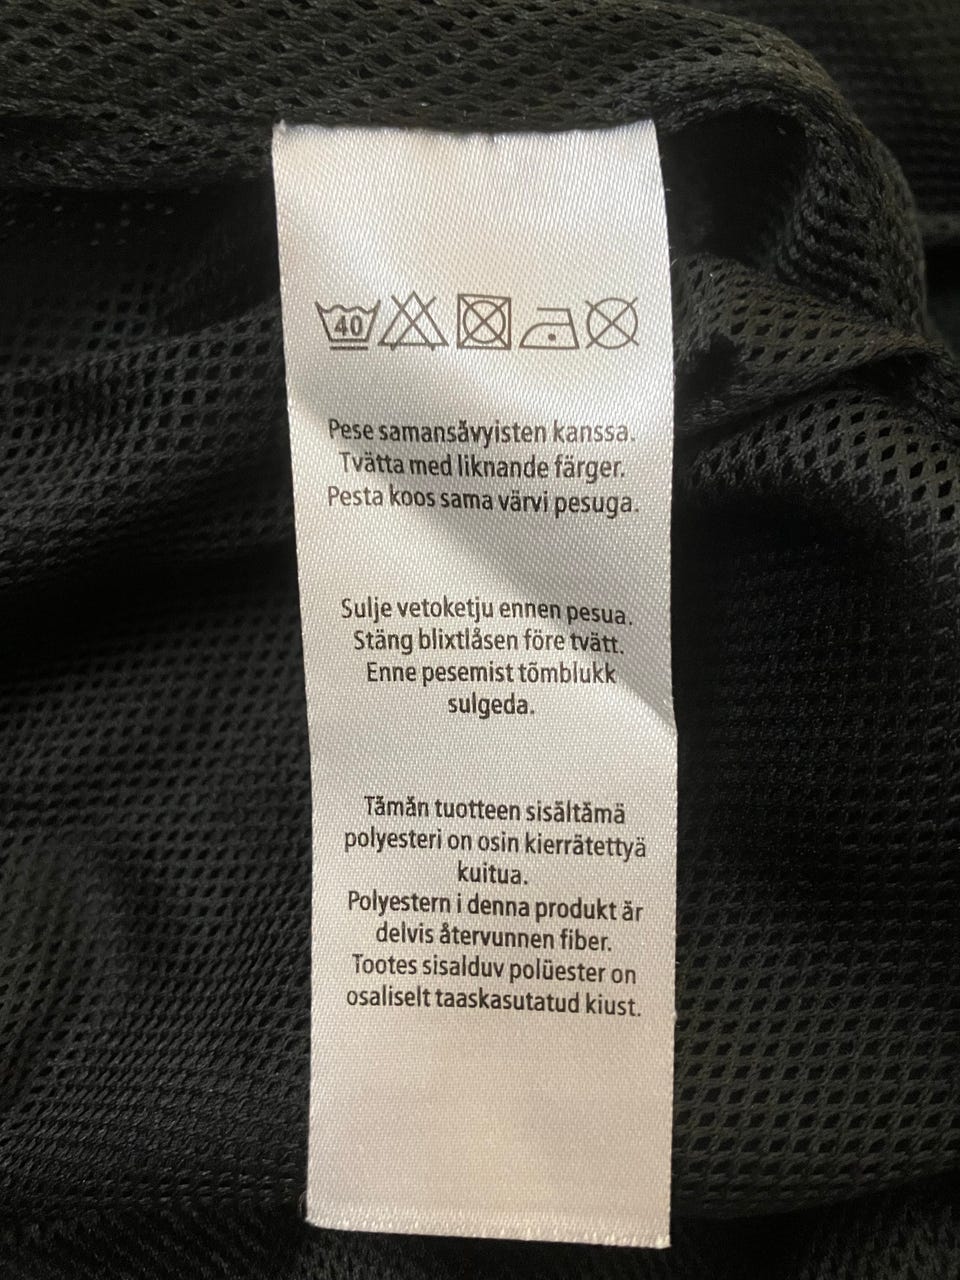 40
Pese samansävyisten kanssa.
Tvätta med liknande färger.
Pesta koos sama värvi pesuga.
Sulje vetoketju ennen pesua.
Stäng blixtlåsen före tvätt.
Enne pesemist tõmblukk
sulgeda.
Tämän tuotteen sisältämä
polyesteri on osin kierrätettyä
kuitua.
Polyestern i denna produkt är
delvis återvunnen fiber.
Tootes sisalduv polüester on
osaliselt taaskasutatud kiust.